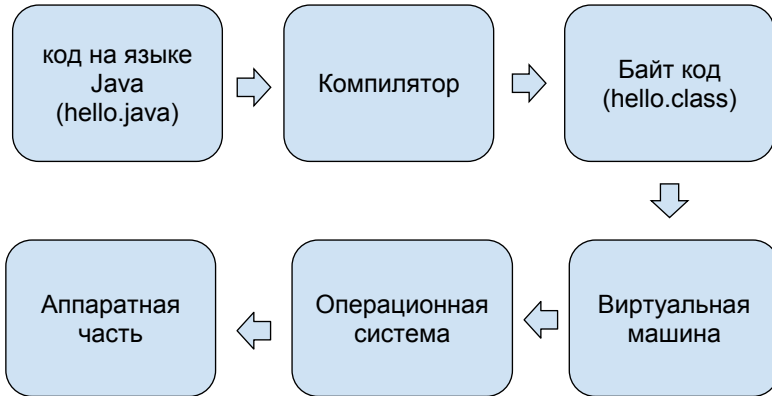 код на языке
Java
(hello.java)
Компилятор
Байт код
(hello.class)
Аппаратная
часть
Операционная
система
Виртуальная
машина